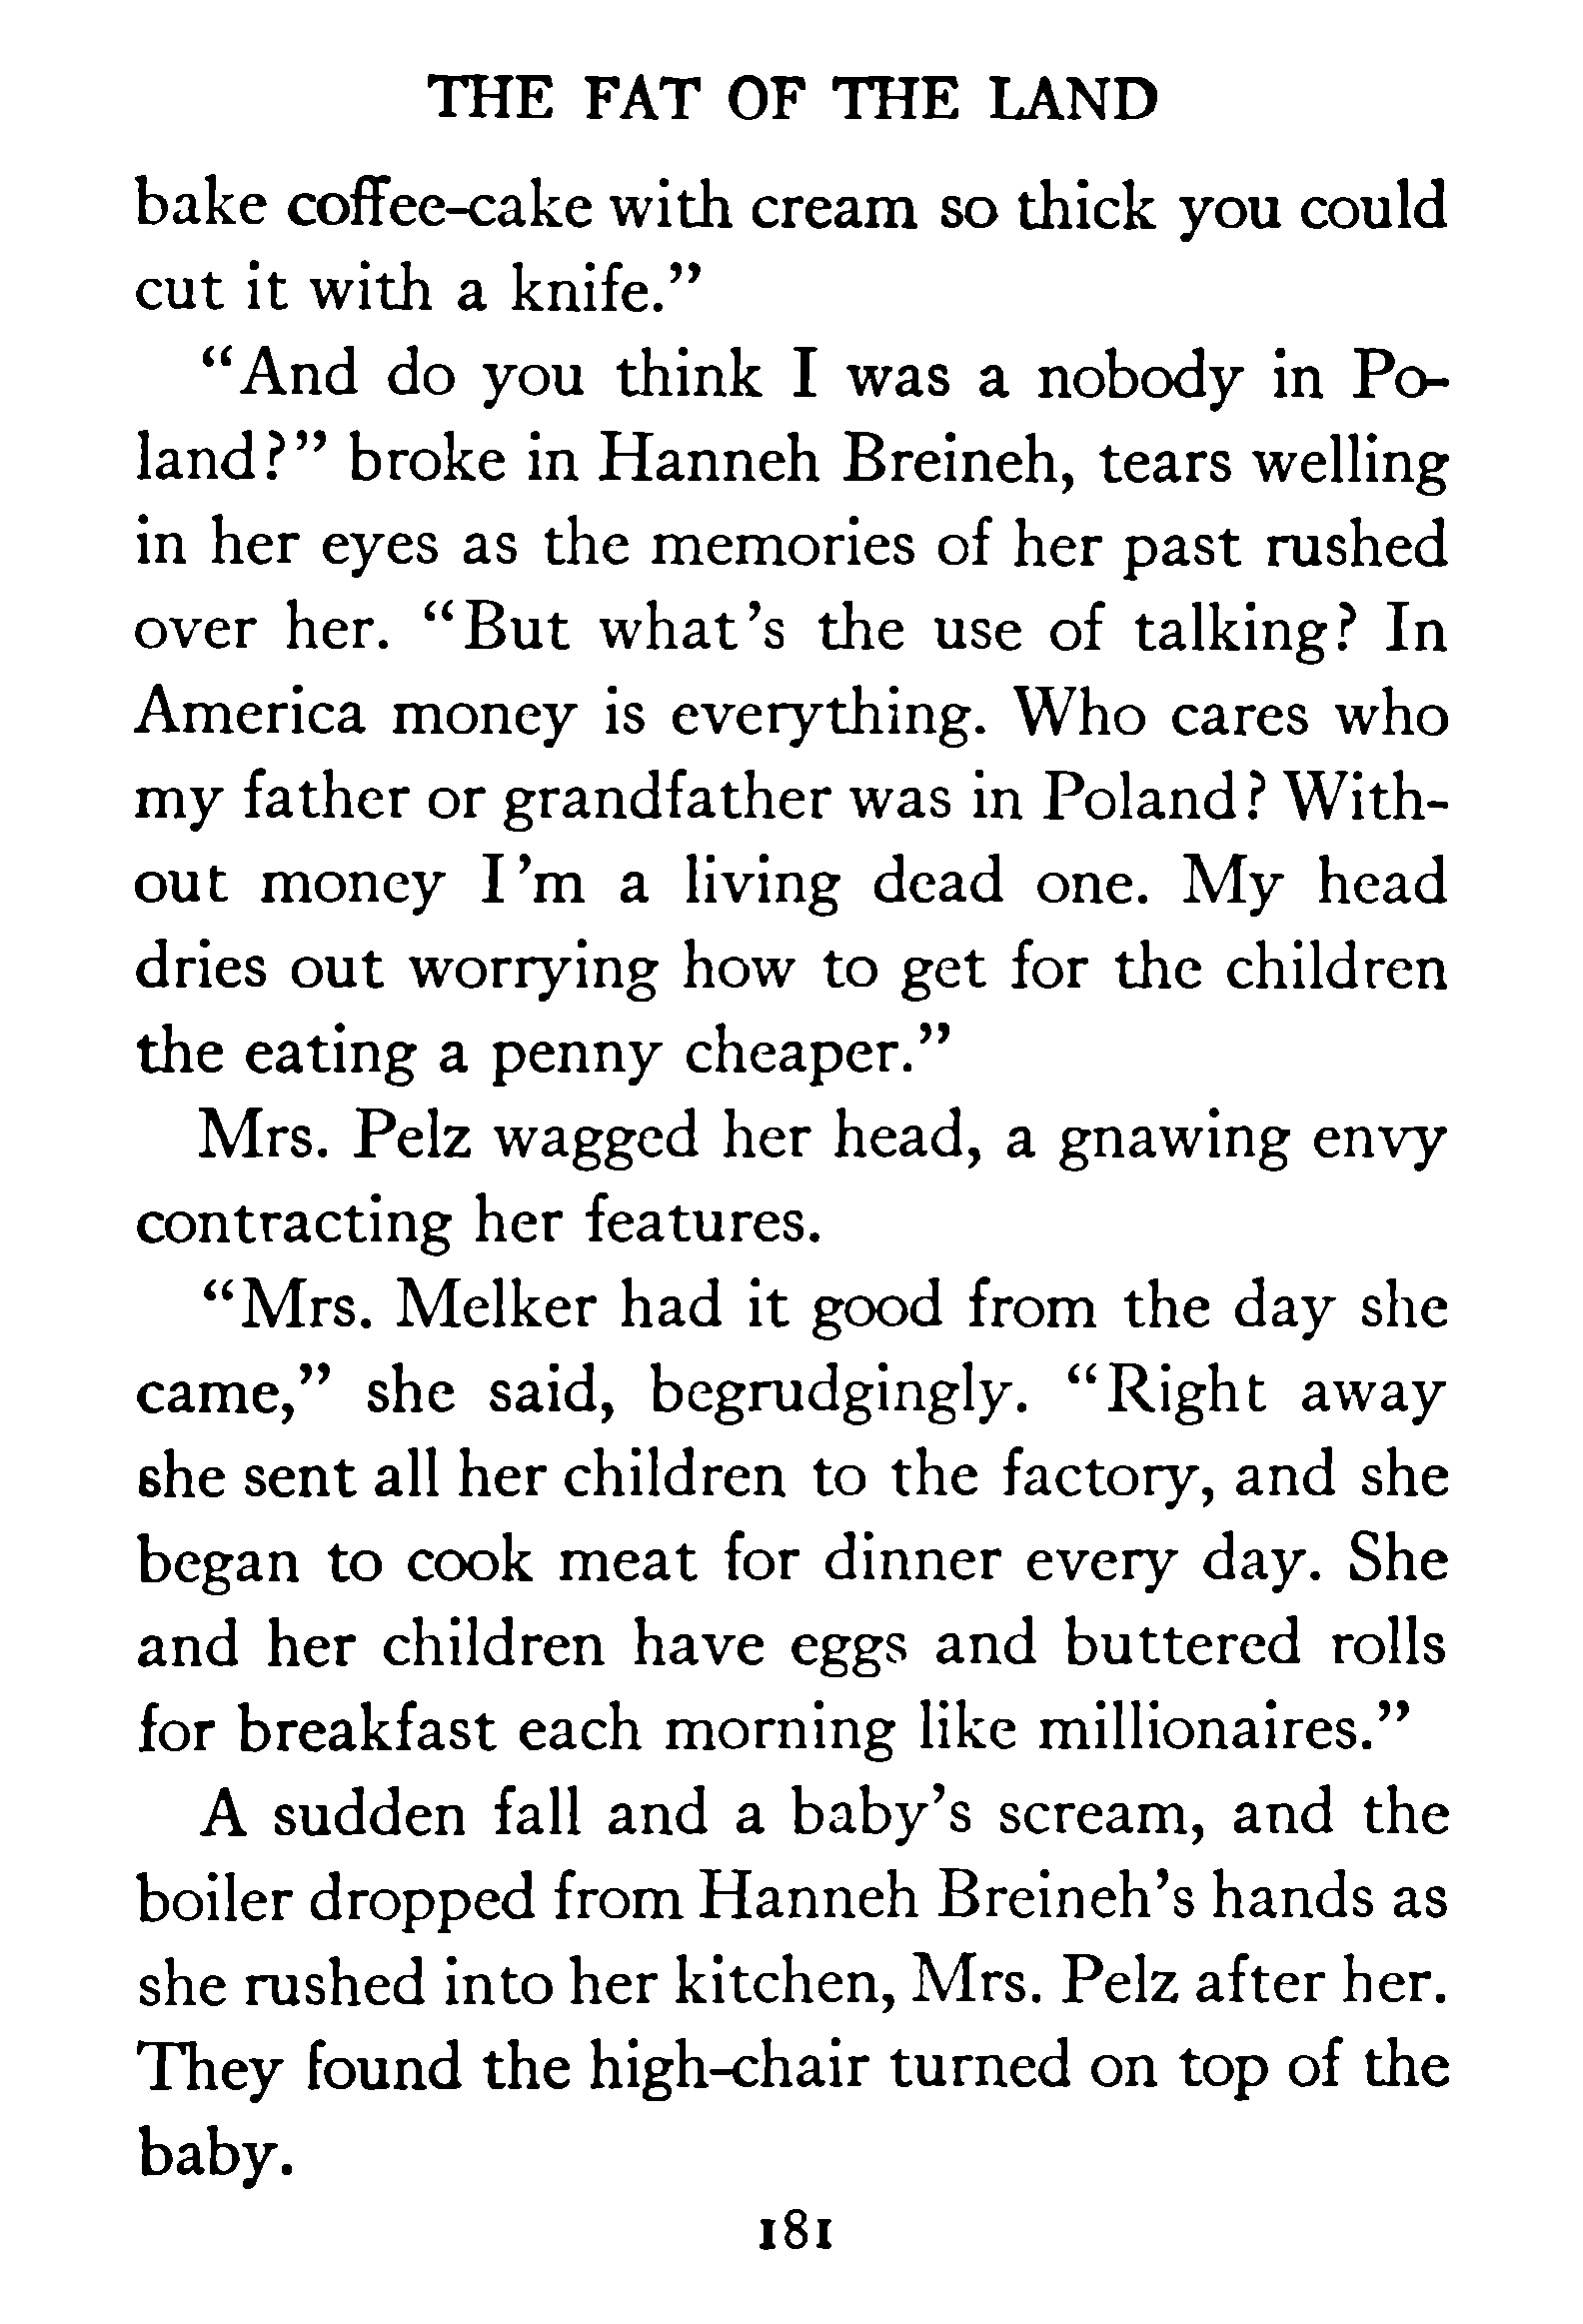 THE FAT OF THE LAND
bake coffee-cake with cream so thick you could
cut it with a knife.”
“And do you think I was a nobody in Po-
land?” broke in Hanneh Breineh, tears welling
in her eyes as the memories of her past rushed
over her. “But what’s the use of talking? In
America money is everything. Who cares who
my father or grandfather was in Poland? With-
out money I’m a living dead one. My head
dries out worrying how to get for the children
the eating a penny cheaper.”
Mrs. Pelz wagged her head, a gnawing envy
contracting her features.
“Mrs. Melker had it good from the day she
came,” she said, begrudgingly. “Right away
she sent all her children to the factory, and she
began to cook meat for dinner every day. She
and her children have eggs and buttered rolls
for breakfast each morning like millionaires.”
A sudden fall and a baby’s scream, and the
boiler dropped from Hanneh Breineh’s hands as
she rushed into her kitchen, Mrs. Pelz after her.
They found the high-chair turned on top of the
baby.
181